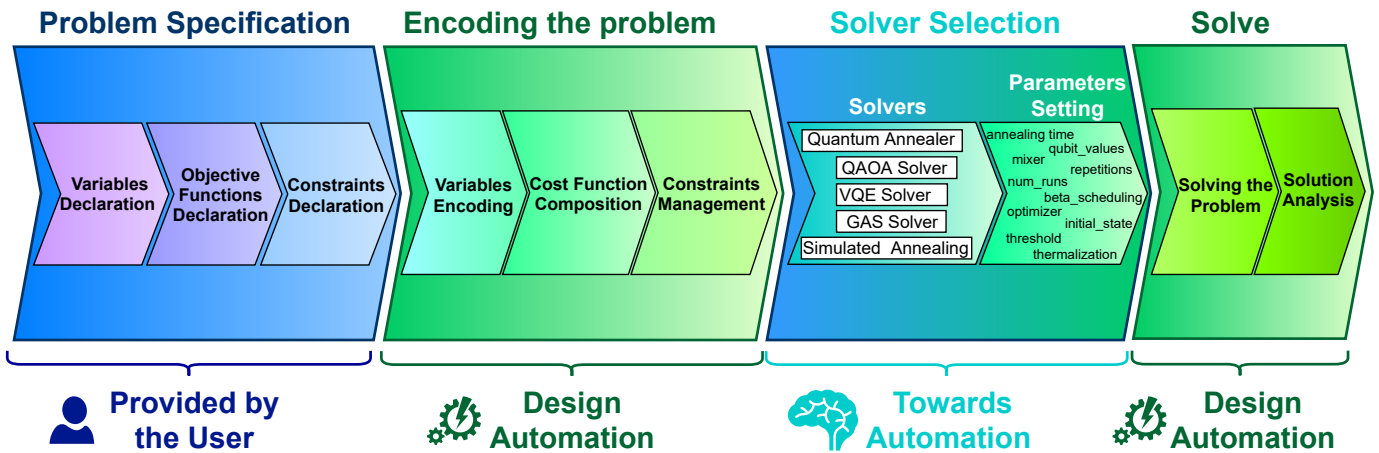 Problem Specification
Encoding the problem
Solver Selection
Solve
Variables
Declaration
Objective
Functions
Declaration
Constraints
Declaration
Variables
Encoding
Cost Function
Composition
Constraints
Management
Solvers
Quantum Annealer
QAOA Solver
VQE Solver
GAS Solver
Simulated Annealing
Parameters
Setting
annealing time
qubit_values
mixer
repetitions
num_runs
beta_scheduling
optimizer
initial_state
threshold
thermalization
Solving the
Problem
Solution
Analysis
Provided by
the User
Design
Automation
Towards
Automation
Design
Automation